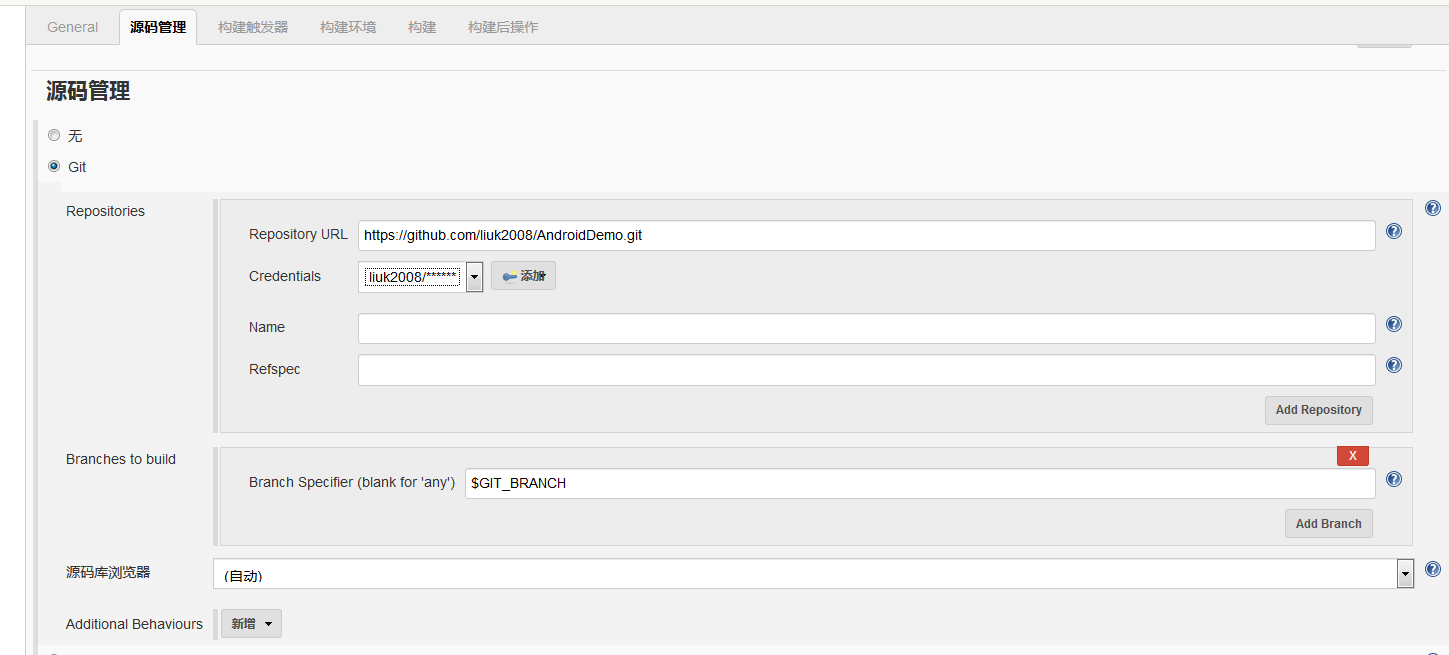 General 源码管理 构建触发器 构建环境 构建 构建后操作
源码管理
无
Git
Repositories
Repository URL https://github.com/liuk2008/AndroidDemo.git
Credentials liuk2008/****** 添加
Name
Refspec
Add Repository
Branches to build
X
Branch Specifier (blank for 'any') $GIT_BRANCH
Add Branch
源码库浏览器 (自动)
Additional Behaviours 新增